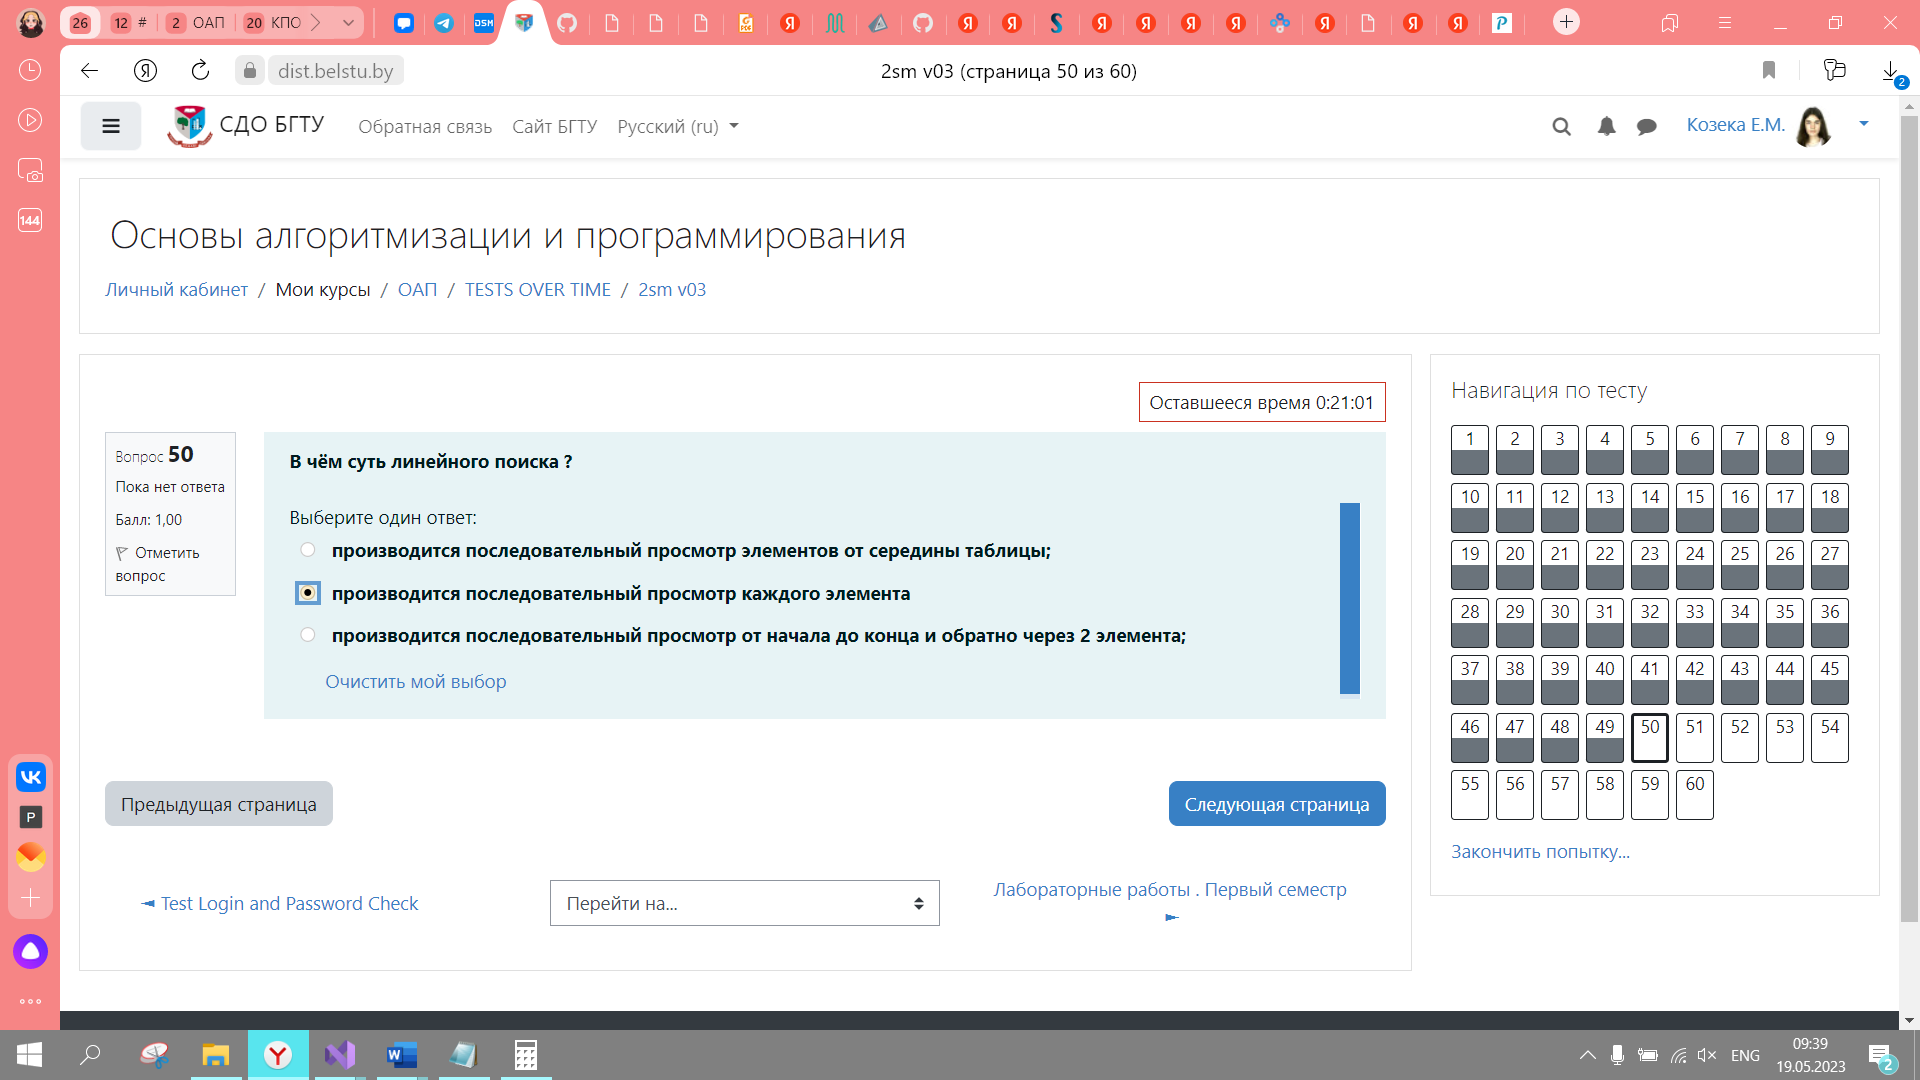 26
12 #
2 ОАП
20 КПО
DSM
dist.belstu.by
2sm v03 (страница 50 из 60)
2
144
СДО БГТУ
Обратная связь
Сайт БГТУ
Русский (ru)
Козека Е.М.
Основы алгоритмизации и программирования
Личный кабинет / Мои курсы / ОАП / TESTS OVER TIME / 2sm v03
Оставшееся время 0:21:01
Вопрос 50
Пока нет ответа
Балл: 1,00
Отметить
вопрос
В чём суть линейного поиска ?
Выберите один ответ:
производится последовательный просмотр элементов от середины таблицы;
производится последовательный просмотр каждого элемента
производится последовательный просмотр от начала до конца и обратно через 2 элемента;
Очистить мой выбор
Предыдущая страница
Следующая страница
Test Login and Password Check
Перейти на...
Лабораторные работы . Первый семестр
Навигация по тесту
1 2 3 4 5 6 7 8 9
10 11 12 13 14 15 16 17 18
19 20 21 22 23 24 25 26 27
28 29 30 31 32 33 34 35 36
37 38 39 40 41 42 43 44 45
46 47 48 49 50 51 52 53 54
55 56 57 58 59 60
Закончить попытку...
ENG
09:39
19.05.2023
2